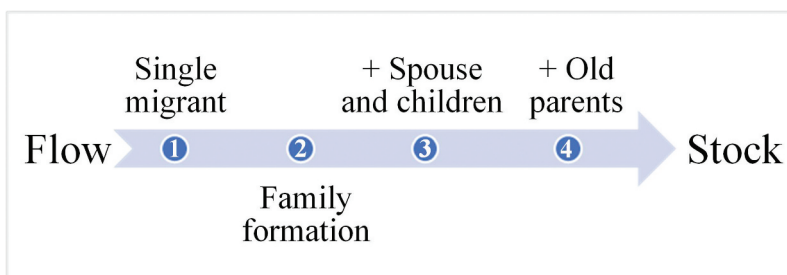 Single
migrant
+ Spouse
and children
+ Old
parents
Flow
1
2
3
4
Stock
Family
formation